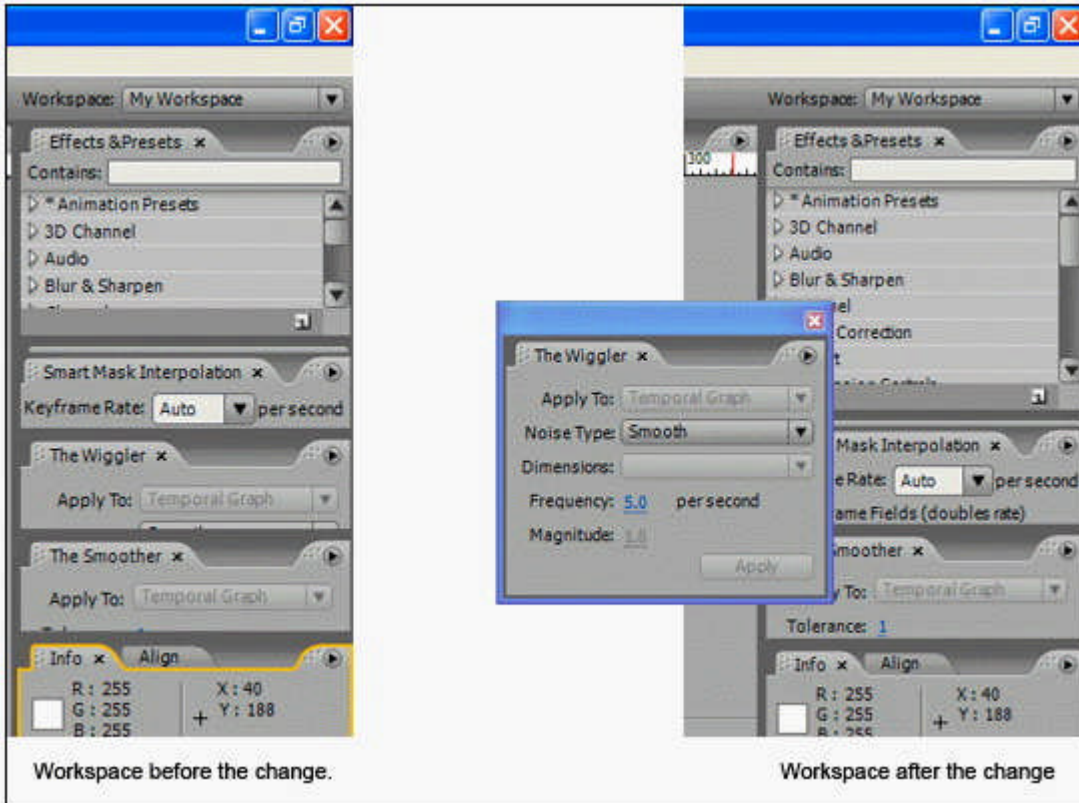 Workspace: My Workspace
Effects &Presets x
Contains:
* Animation Presets
3D Channel
Audio
Blur & Sharpen
Smart Mask Interpolation x
Keyframe Rate: Auto per second
The Wiggler x
Apply To: Temporal Graph
The Smoother x
Apply To: Temporal Graph
Info x Align
R : 255 X : 40
G : 255 Y : 188
B : 255
Workspace before the change.
The Wiggler x
Apply To: Temporal Graph
Noise Type: Smooth
Dimensions:
Frequency: 5.0 per second
Magnitude: 1.0
Apply
Workspace: My Workspace
300
Effects &Presets x
Contains:
* Animation Presets
3D Channel
Audio
Blur & Sharpen
nel
Correction
t
Mask Interpolation x
e Rate: Auto per second
ame Fields (doubles rate)
moother x
y To: Temporal Graph
Tolerance: 1
Info x Align
R : 255 X : 40
G : 255 Y : 188
B : 255
Workspace after the change